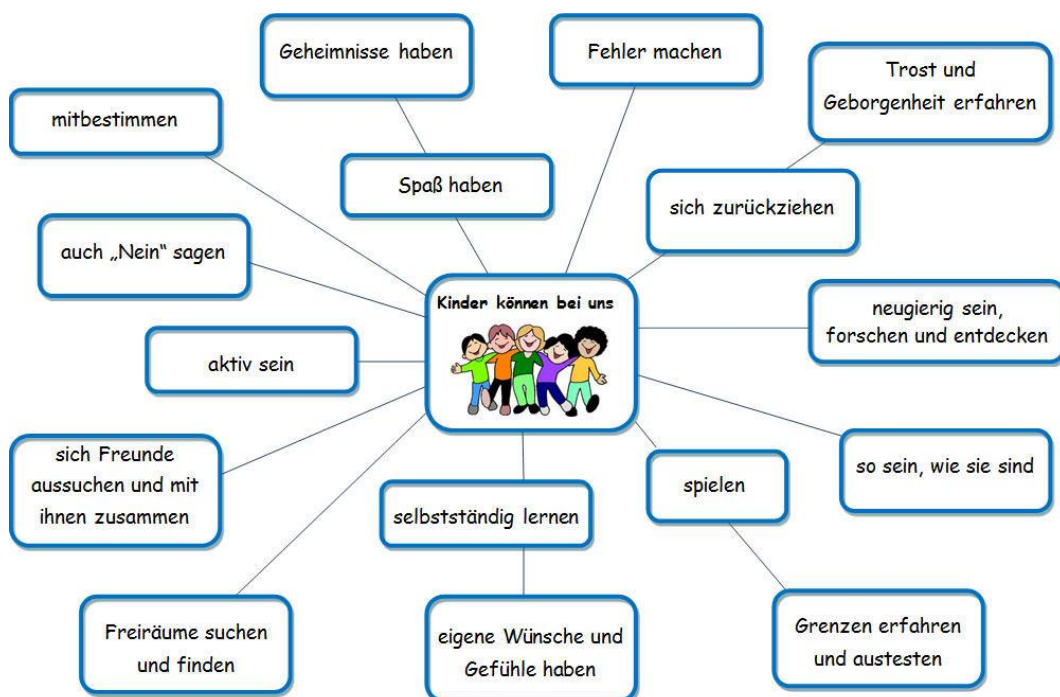 Geheimnisse haben
Fehler machen
Trost und
Geborgenheit erfahren
mitbestimmen
Spaß haben
sich zurückziehen
auch „Nein“ sagen
Kinder können bei uns
neugierig sein,
forschen und entdecken
aktiv sein
sich Freunde
aussuchen und mit
ihnen zusammen
selbstständig lernen
spielen
so sein, wie sie sind
Freiräume suchen
und finden
eigene Wünsche und
Gefühle haben
Grenzen erfahren
und austesten